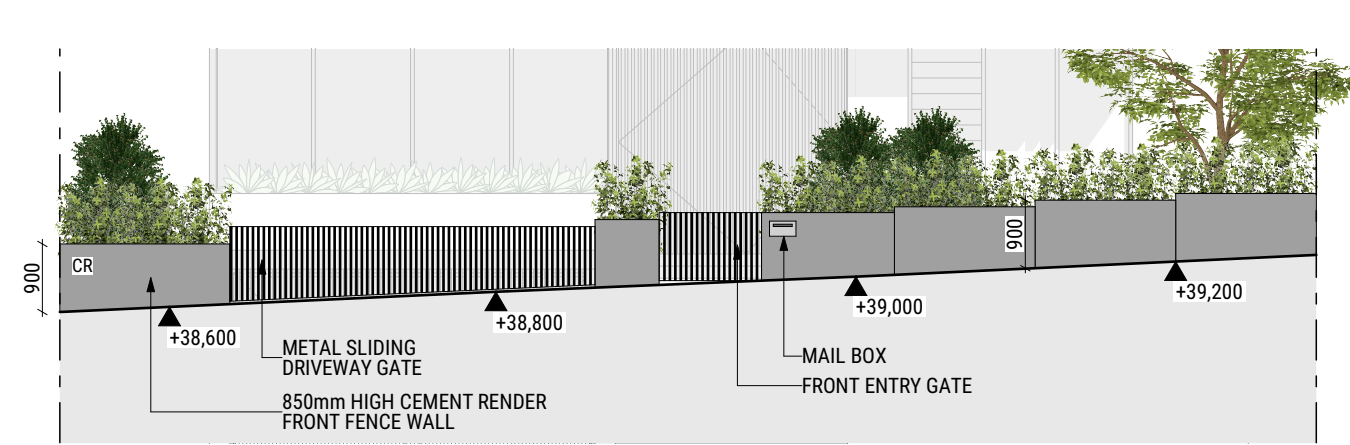 900
CR
900
+38,600
+38,800
+39,000
+39,200
METAL SLIDING
DRIVEWAY GATE
850mm HIGH CEMENT RENDER
FRONT FENCE WALL
MAIL BOX
FRONT ENTRY GATE